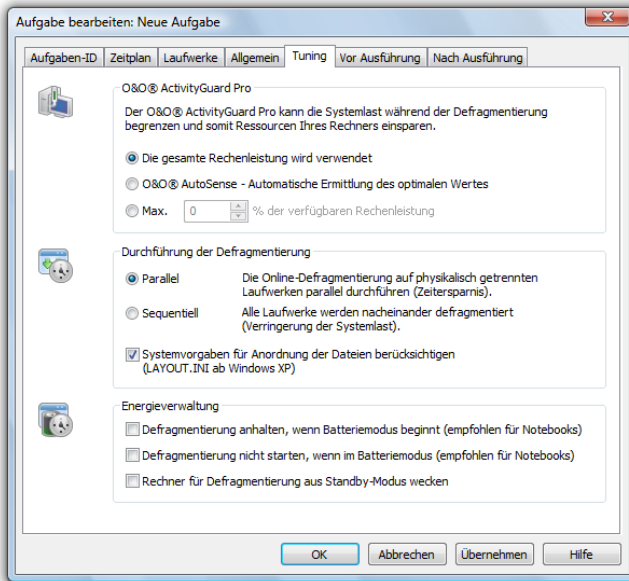 Aufgabe bearbeiten: Neue Aufgabe
Aufgaben-ID Zeitplan Laufwerke Allgemein Tuning Vor Ausführung Nach Ausführung
O&O® ActivityGuard Pro
Der O&O® ActivityGuard Pro kann die Systemlast während der Defragmentierung
begrenzen und somit Ressourcen Ihres Rechners einsparen.
Die gesamte Rechenleistung wird verwendet
O&O® AutoSense - Automatische Ermittlung des optimalen Wertes
Max. 0 % der verfügbaren Rechenleistung
Durchführung der Defragmentierung
Parallel Die Online-Defragmentierung auf physikalisch getrennten
Laufwerken parallel durchführen (Zeitersparnis).
Sequentiell Alle Laufwerke werden nacheinander defragmentiert
(Verringerung der Systemlast).
Systemvorgaben für Anordnung der Dateien berücksichtigen
(LAYOUT.INI ab Windows XP)
Energieverwaltung
Defragmentierung anhalten, wenn Batteriemodus beginnt (empfohlen für Notebooks)
Defragmentierung nicht starten, wenn im Batteriemodus (empfohlen für Notebooks)
Rechner für Defragmentierung aus Standby-Modus wecken
OK Abbrechen Übernehmen Hilfe